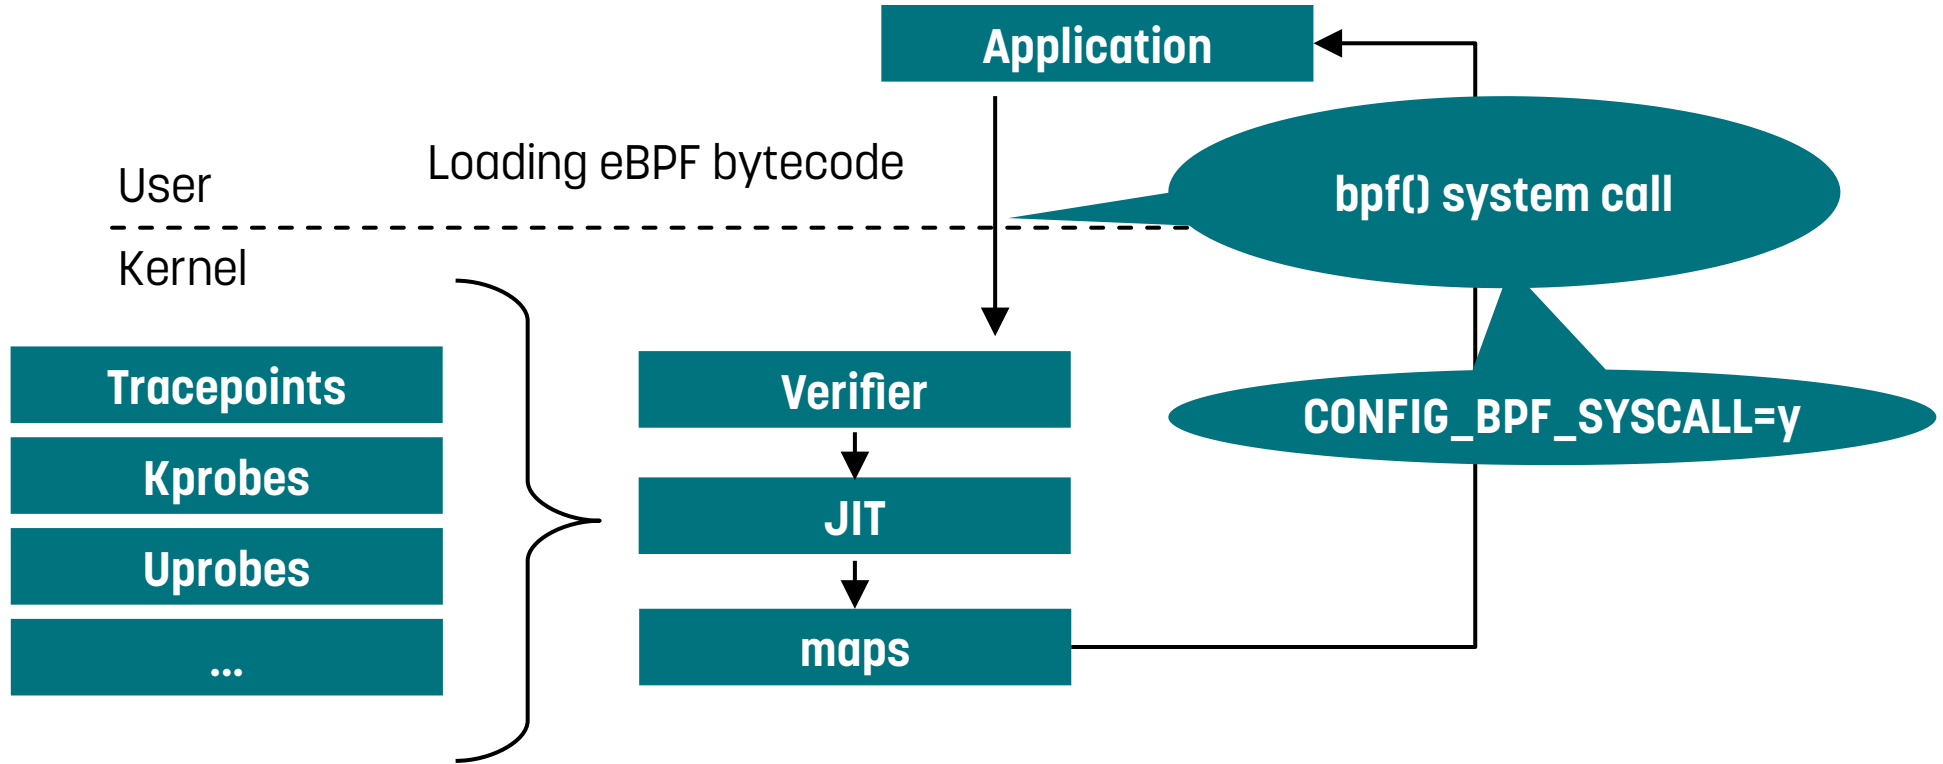 Application
Loading eBPF bytecode
User
bpf() system call
Kernel
Tracepoints
Verifier
CONFIG_BPF_SYSCALL=y
Kprobes
JIT
Uprobes
maps
...